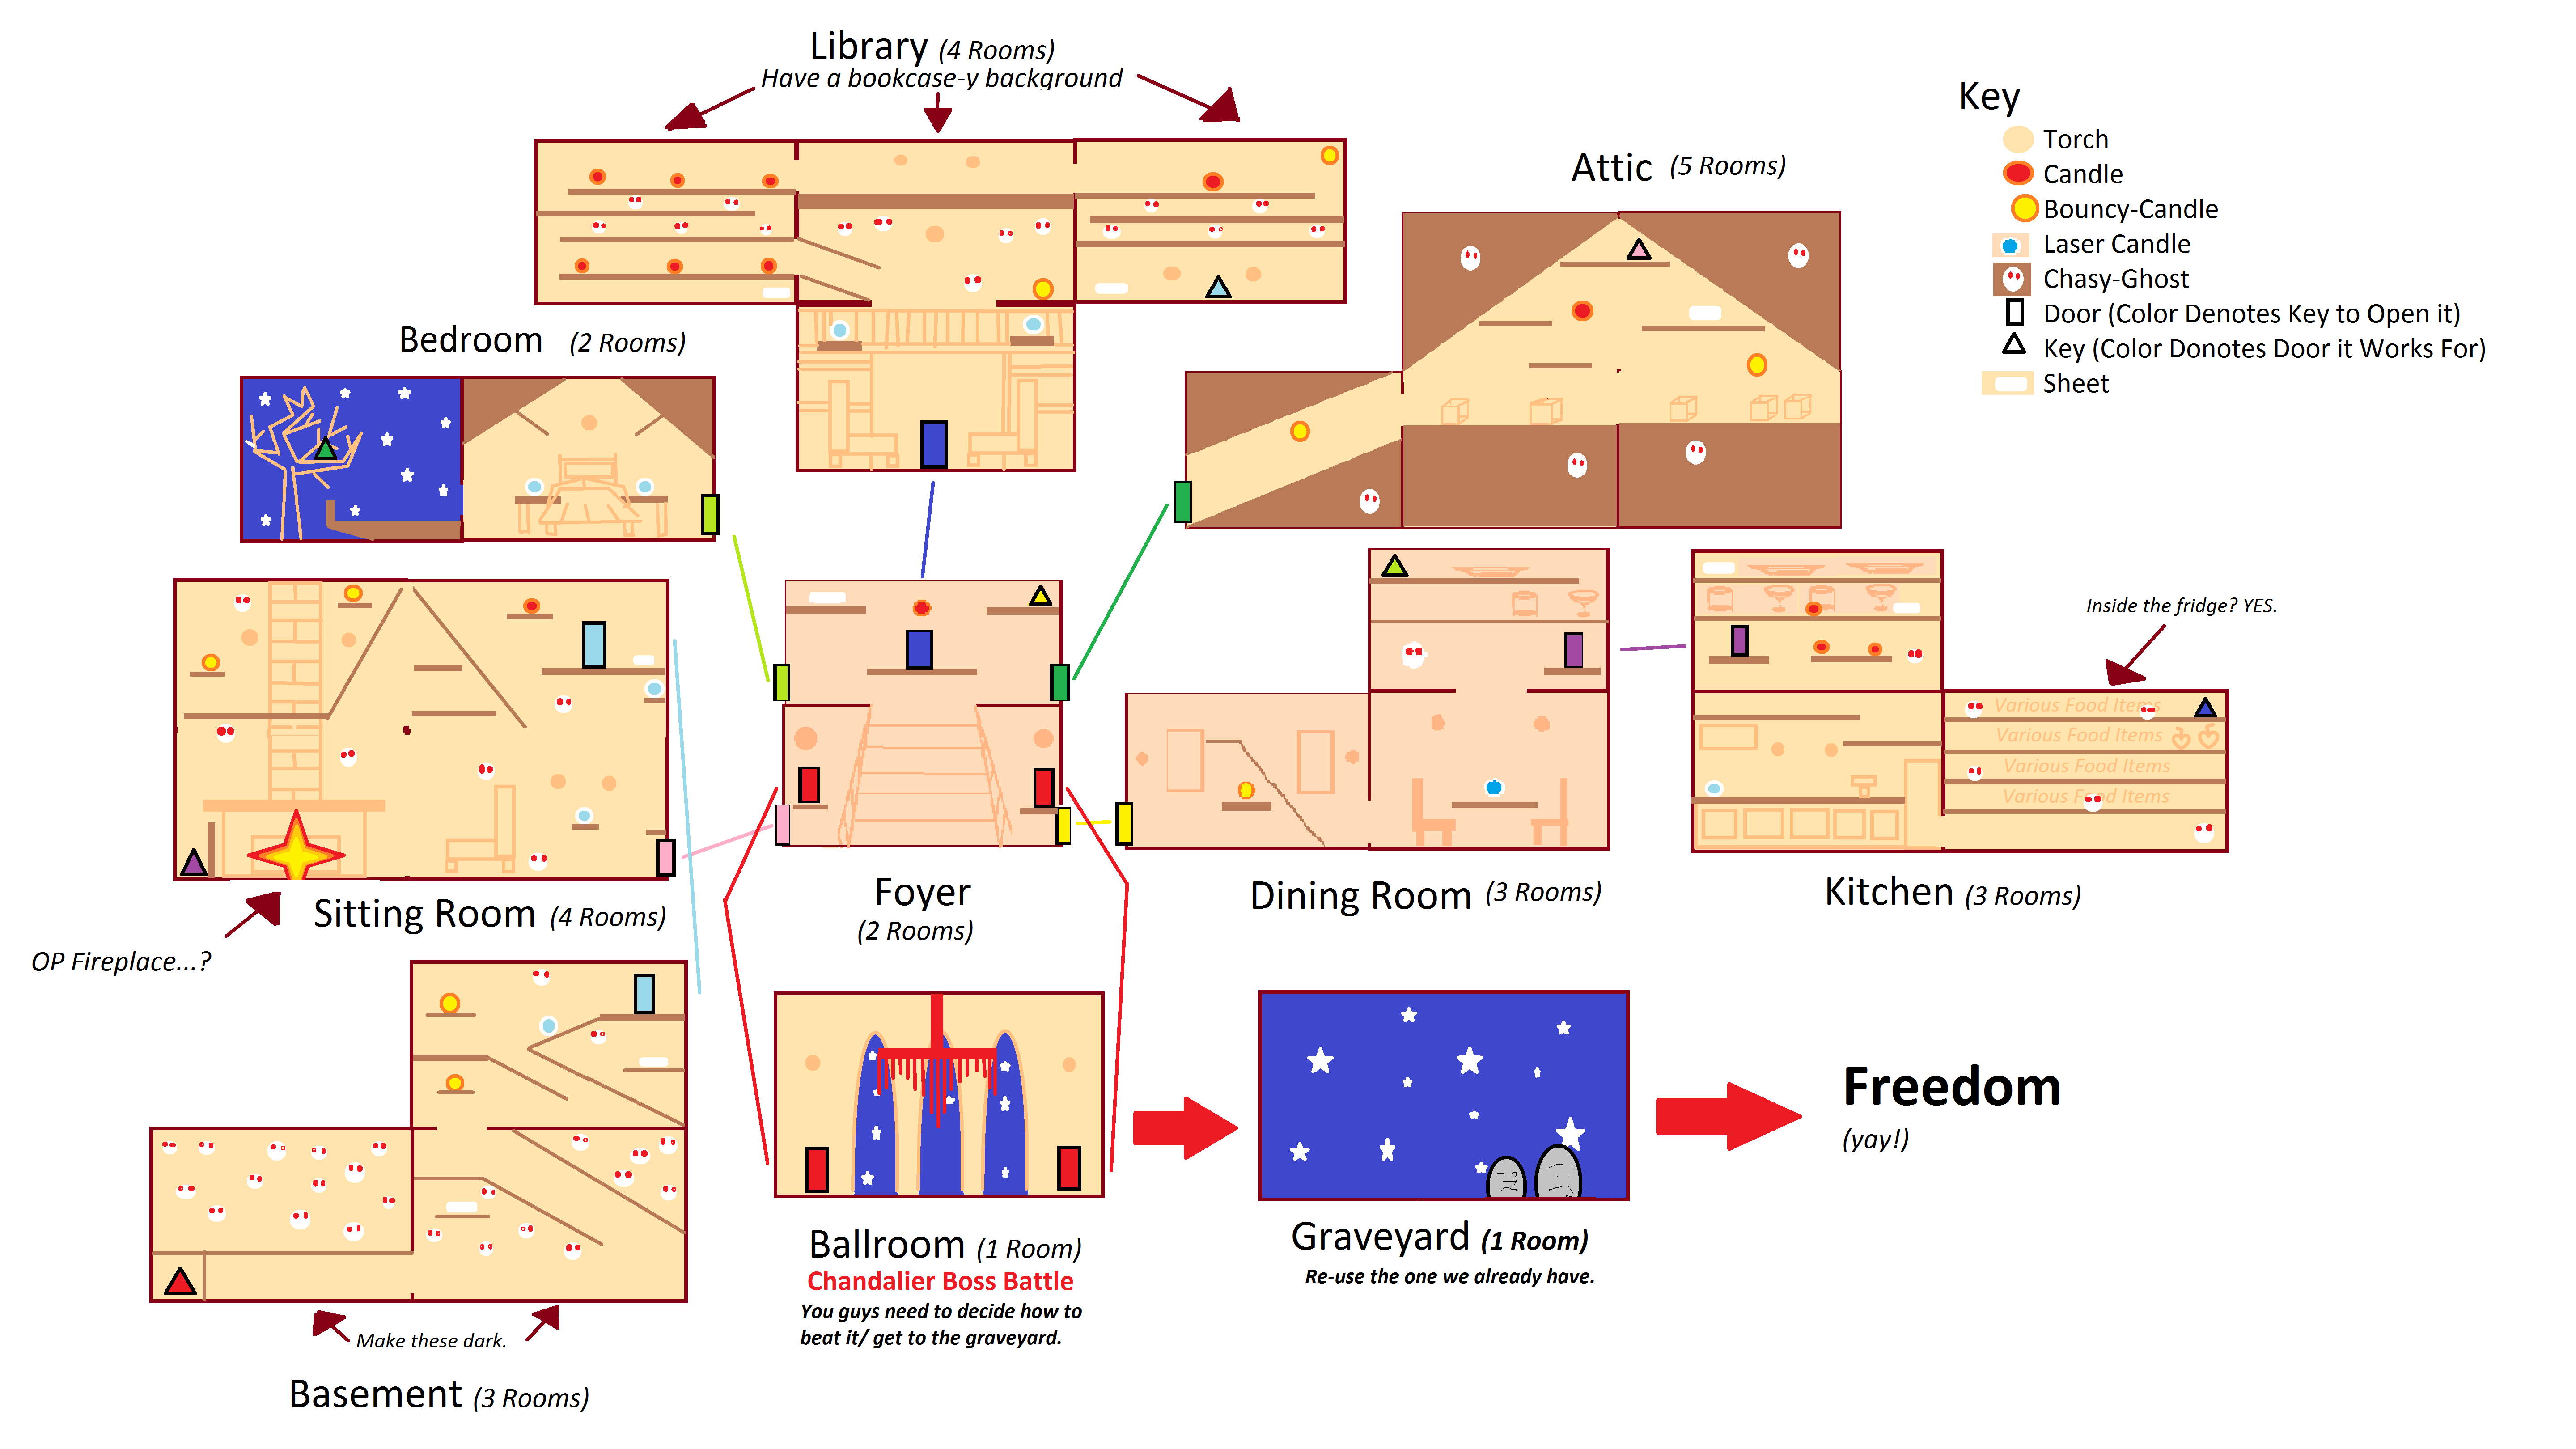 Library (4 Rooms)
Have a bookcase-y background
Key
Torch
Candle
Bouncy-Candle
Laser Candle
Chasy-Ghost
Door (Color Denotes Key to Open it)
Key (Color Donotes Door it Works For)
Sheet
Attic (5 Rooms)
Bedroom (2 Rooms)
Inside the fridge? YES.
Various Food Items
Various Food Items
Various Food Items
Various Food Items
Sitting Room (4 Rooms)
OP Fireplace...?
Foyer
(2 Rooms)
Dining Room (3 Rooms)
Kitchen (3 Rooms)
Freedom
(yay!)
Ballroom (1 Room)
Chandalier Boss Battle
You guys need to decide how to
beat it/ get to the graveyard.
Graveyard (1 Room)
Re-use the one we already have.
Make these dark.
Basement (3 Rooms)